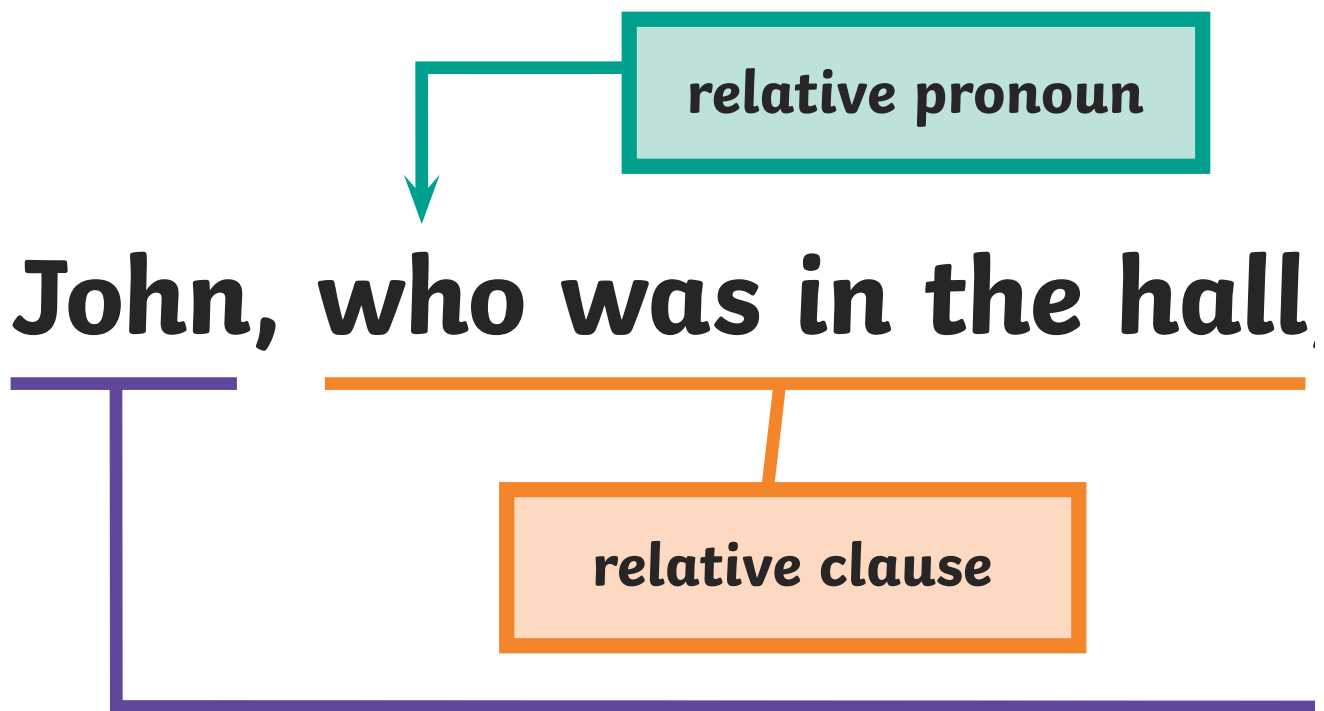 relative pronoun
John, who was in the hall,
relative clause